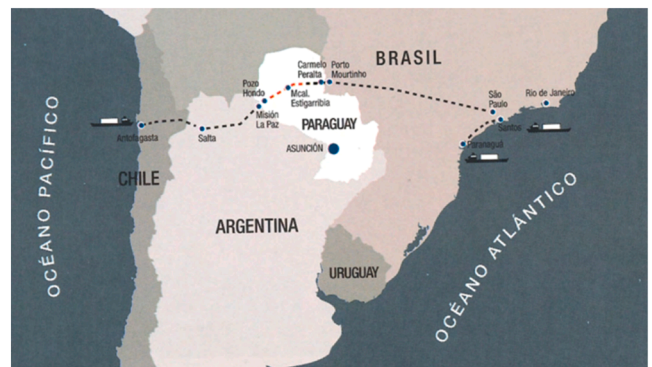 BRASIL
Carmelo
Peralta
Porto
Mourtinho
Pozo
Hondo
Mcal.
Estigarribia
Misión
La Paz
São
Paulo
Rio de Janeiro
Santos
Paranaguá
PARAGUAY
ASUNCIÓN
Antofagasta
Salta
CHILE
ARGENTINA
URUGUAY
OCÉANO PACÍFICO
OCÉANO ATLÁNTICO